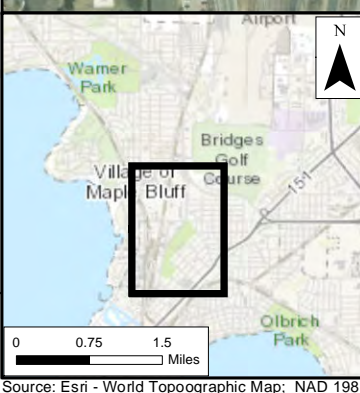 Airport
N
Warner
Park
Bridges
Golf
Course
Village of
Maple Bluff
151
Olbrich
Park
0 0.75 1.5
Miles
Source: Esri - World Topoographic Map; NAD 198